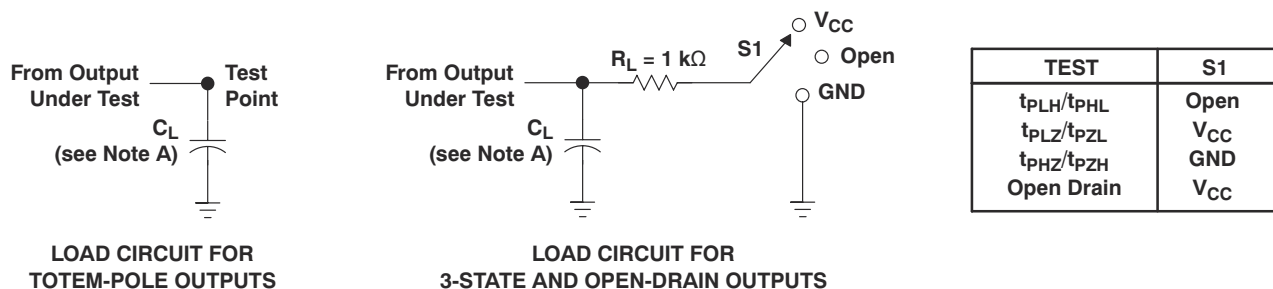 From Output
Under Test
Test
Point
C_L
(see Note A)
LOAD CIRCUIT FOR
TOTEM-POLE OUTPUTS
From Output
Under Test
R_L = 1 kΩ
S1
V_CC
Open
GND
C_L
(see Note A)
LOAD CIRCUIT FOR
3-STATE AND OPEN-DRAIN OUTPUTS
TEST S1
t_PLH/t_PHL Open
t_PLZ/t_PZL V_CC
t_PHZ/t_PZH GND
Open Drain V_CC